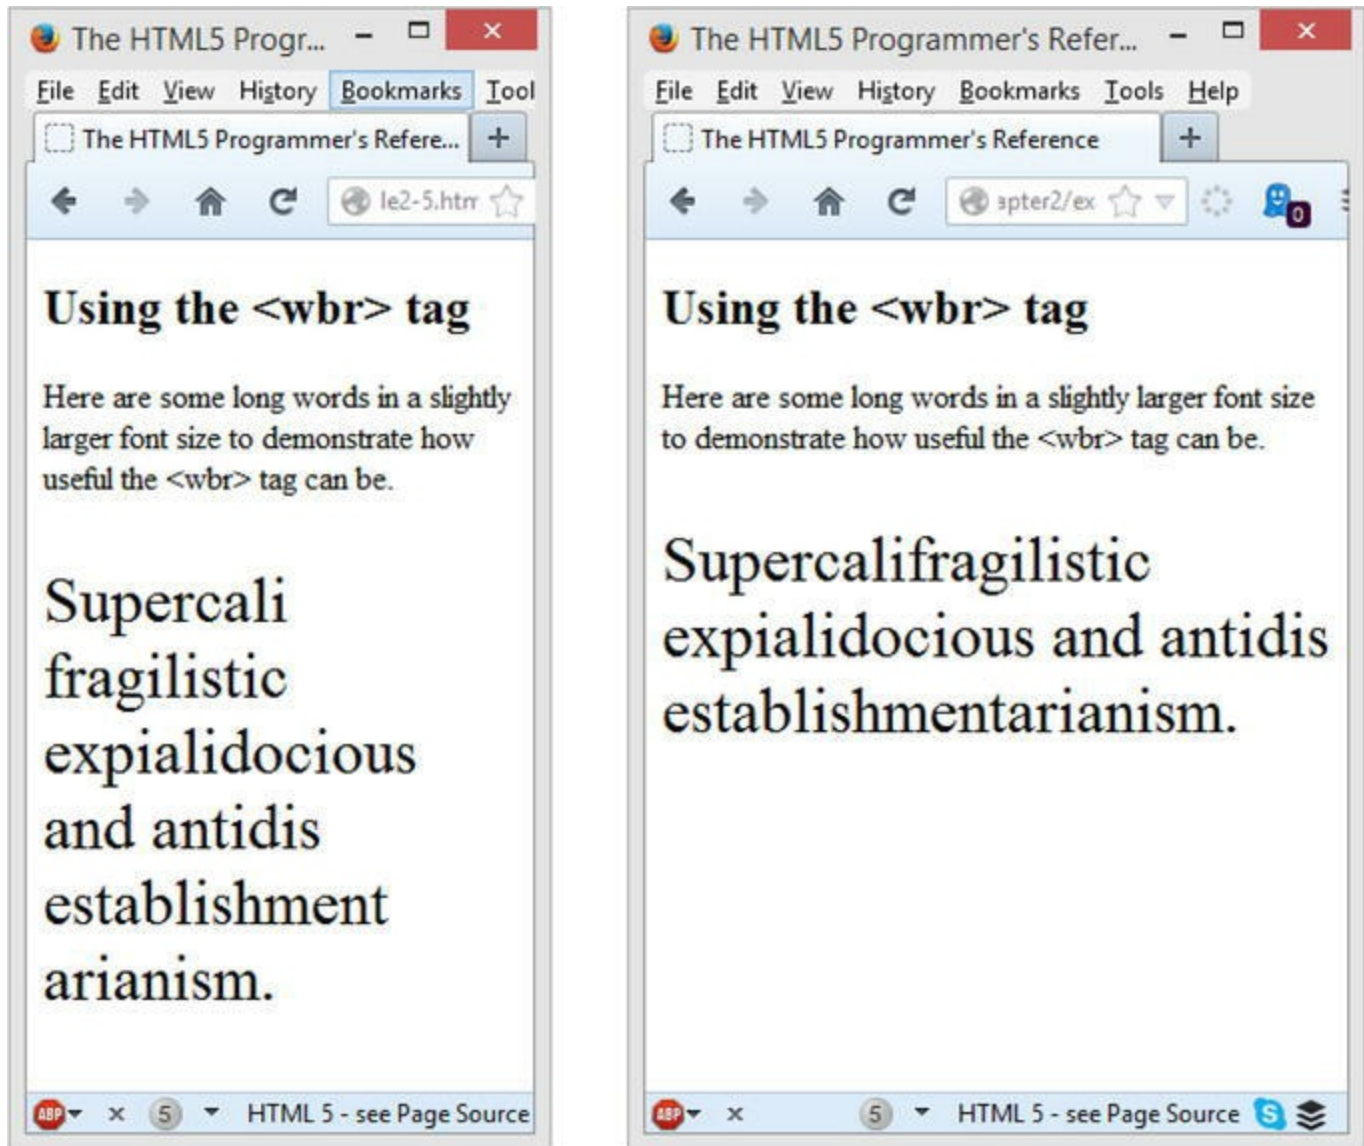 The HTML5 Progr...
File Edit View History Bookmarks Tool
The HTML5 Programmer's Refere... +
le2-5.htm
Using the <wbr> tag
Here are some long words in a slightly
larger font size to demonstrate how
useful the <wbr> tag can be.
Supercali
fragilistic
expialidocious
and antidis
establishment
arianism.
ABP x 5 HTML 5 - see Page Source
The HTML5 Programmer's Refer...
File Edit View History Bookmarks Tools Help
The HTML5 Programmer's Reference +
apter2/ex
0
Using the <wbr> tag
Here are some long words in a slightly larger font size
to demonstrate how useful the <wbr> tag can be.
Supercalifragilistic
expialidocious and antidis
establishmentarianism.
ABP x 5 HTML 5 - see Page Source S